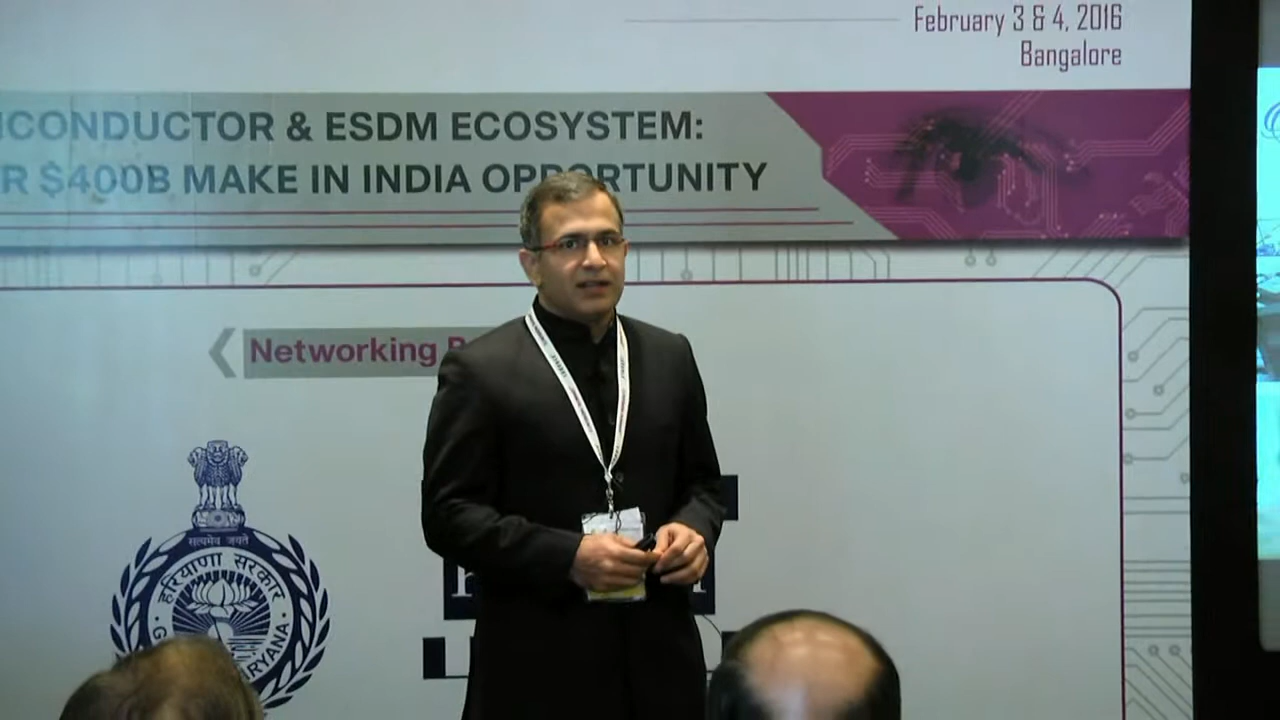 February 3 & 4, 2016
Bangalore
ICONDUCTOR & ESDM ECOSYSTEM:
R $400B MAKE IN INDIA OPPORTUNITY
Networking
सत्यमेव जयते
हरियाणा सरकार